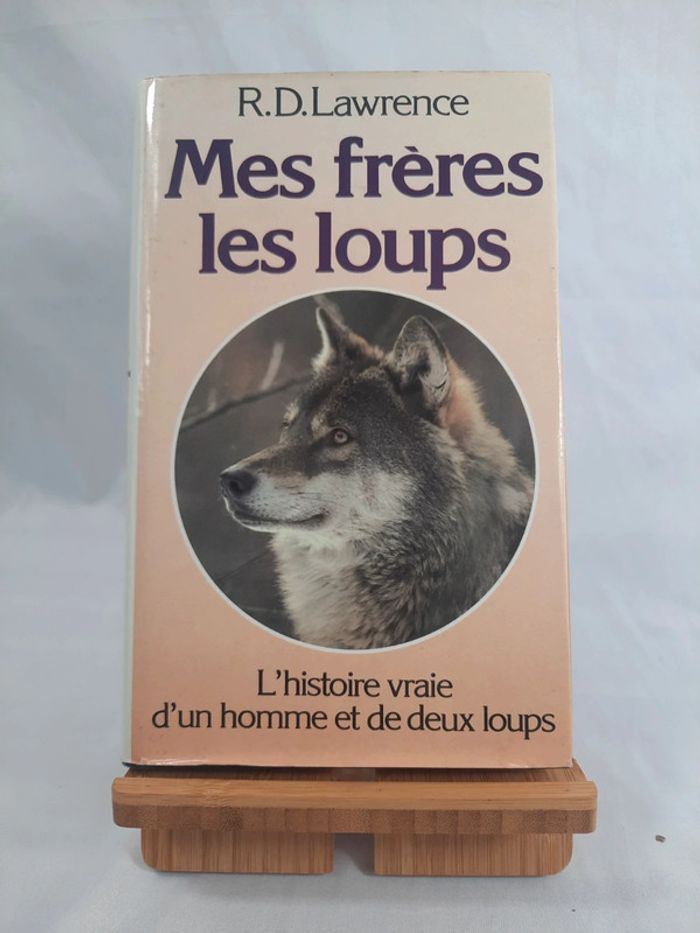 R.D.Lawrence
Mes frères
les loups
L'histoire vraie
d'un homme et de deux loups